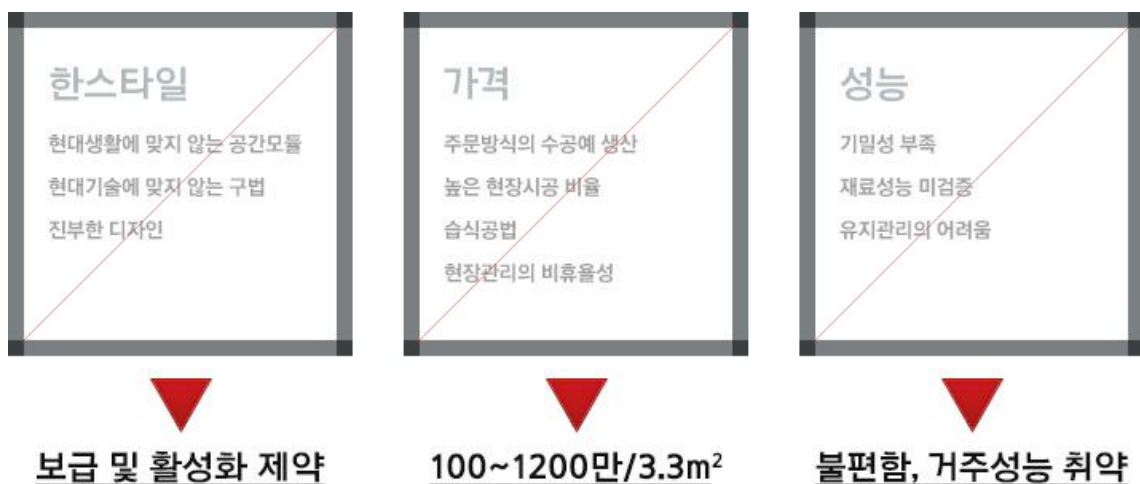 한스타일
현대생활에 맞지 않는 공간모듈
현대기술에 맞지 않는 구법
진부한 디자인
보급 및 활성화 제약
가격
주문방식의 수공예 생산
높은 현장시공 비율
습식공법
현장관리의 비휴율성
100~1200만/3.3m²
성능
기밀성 부족
재료성능 미검증
유지관리의 어려움
불편함, 거주성능 취약